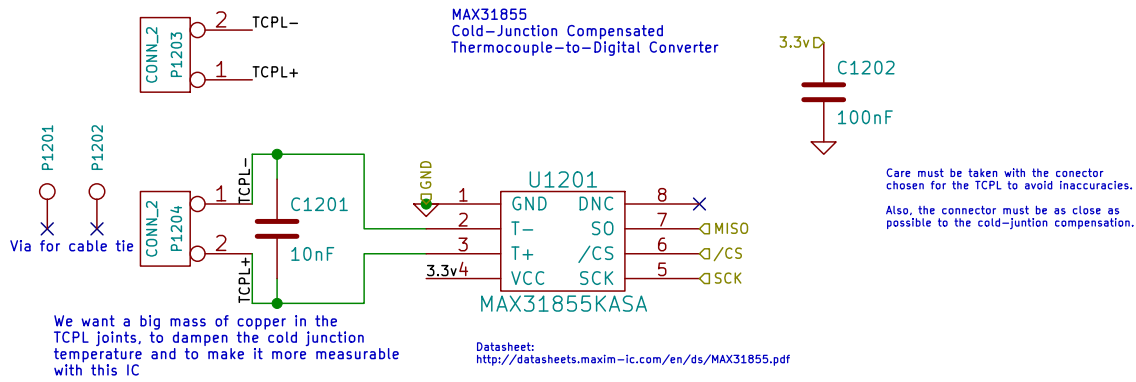 MAX31855
Cold-Junction Compensated
Thermocouple-to-Digital Converter
CONN_2
P1203
2
TCPL-
1
TCPL+
3.3v
C1202
100nF
P1201
P1202
Via for cable tie
CONN_2
P1204
1
TCPL-
2
TCPL+
C1201
10nF
GND
U1201
1
GND
2
T-
3
T+
3.3v
4
VCC
DNC
8
SO
7
MISO
/CS
6
/CS
SCK
5
SCK
MAX31855KASA
Care must be taken with the conector
chosen for the TCPL to avoid inaccuracies.
Also, the connector must be as close as
possible to the cold-juntion compensation.
We want a big mass of copper in the
TCPL joints, to dampen the cold junction
temperature and to make it more measurable
with this IC
Datasheet:
http://datasheets.maxim-ic.com/en/ds/MAX31855.pdf